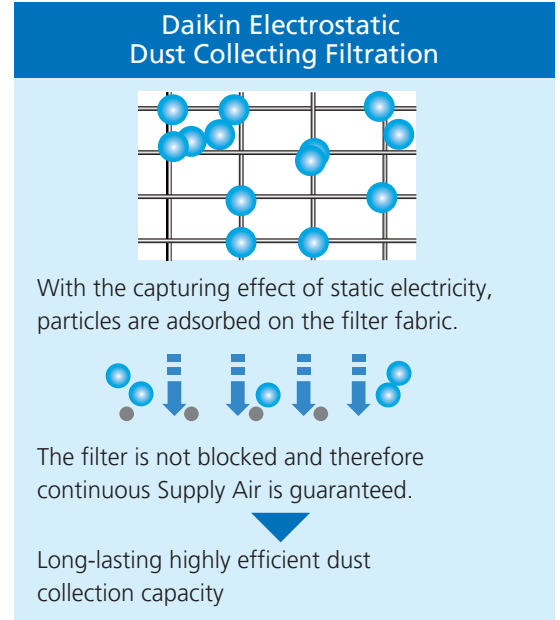 Daikin Electrostatic
Dust Collecting Filtration
With the capturing effect of static electricity,
particles are adsorbed on the filter fabric.
The filter is not blocked and therefore
continuous Supply Air is guaranteed.
Long-lasting highly efficient dust
collection capacity